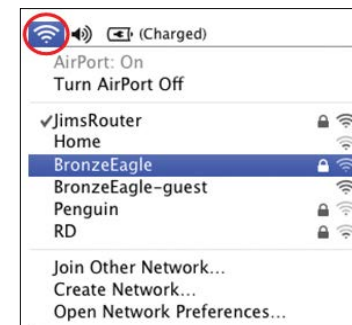 (Charged)
AirPort: On
Turn AirPort Off
✓JimsRouter
Home
BronzeEagle
BronzeEagle-guest
Penguin
RD
Join Other Network...
Create Network...
Open Network Preferences...